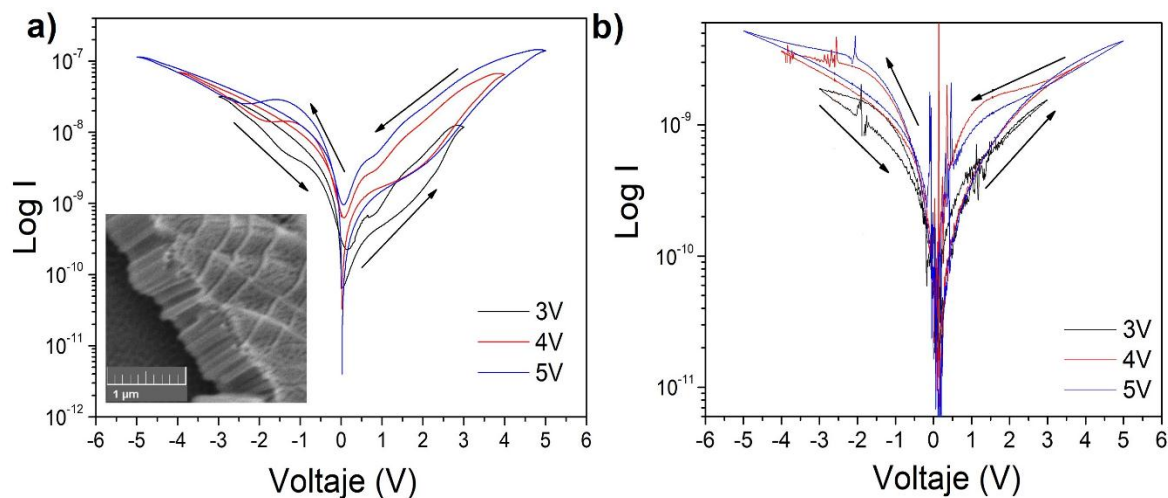 a)
Log I
10⁻⁷
10⁻⁸
10⁻⁹
10⁻¹⁰
10⁻¹¹
10⁻¹²
1 µm
3V
4V
5V
-6 -5 -4 -3 -2 -1 0 1 2 3 4 5 6
Voltaje (V)
b)
Log I
10⁻⁹
10⁻¹⁰
10⁻¹¹
3V
4V
5V
-6 -5 -4 -3 -2 -1 0 1 2 3 4 5 6
Voltaje (V)